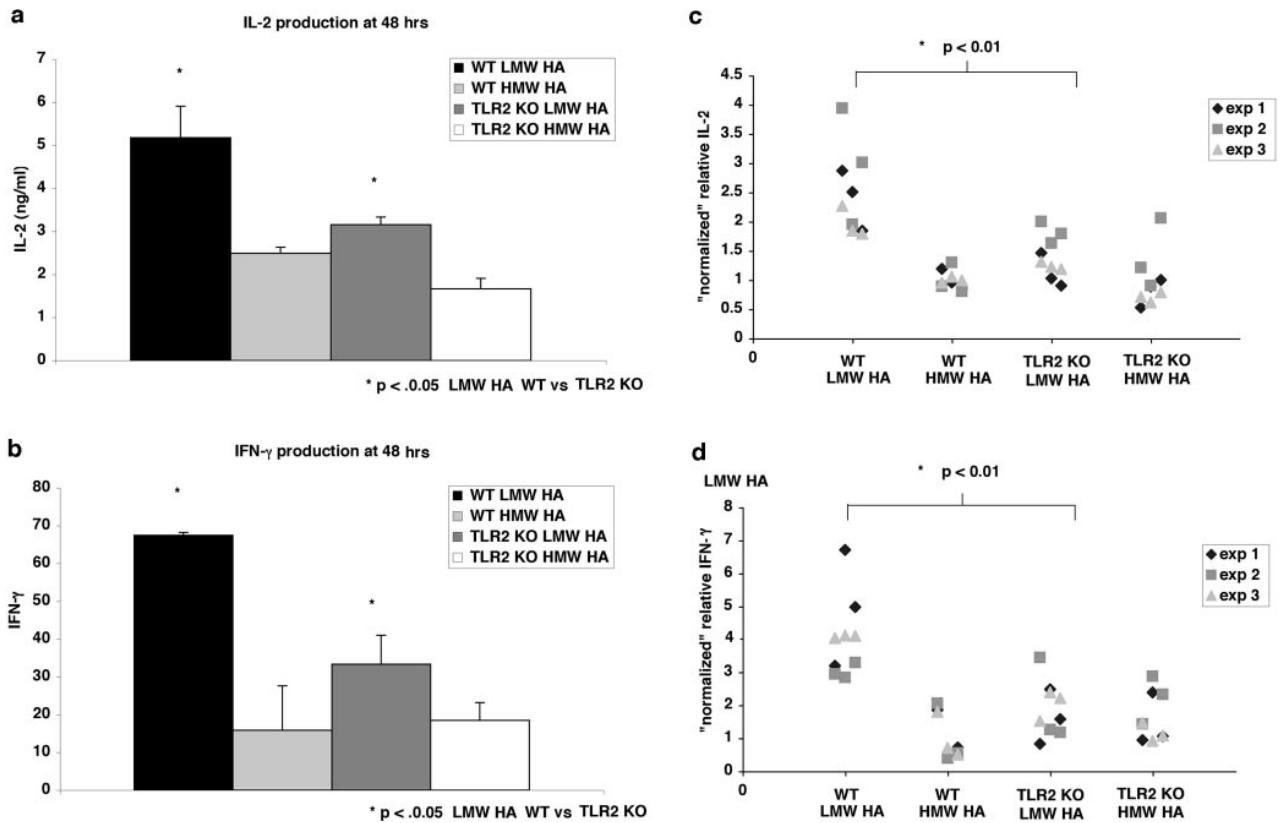 a
IL-2 production at 48 hrs
7
6
5
4
3
2
1
0
IL-2 (ng/ml)
*
*
WT LMW HA
WT HMW HA
TLR2 KO LMW HA
TLR2 KO HMW HA
* p < .0.05 LMW HA WT vs TLR2 KO
b
IFN-γ production at 48 hrs
80
70
60
50
40
30
20
10
0
IFN-γ
*
*
WT LMW HA
WT HMW HA
TLR2 KO LMW HA
TLR2 KO HMW HA
* p < .0.05 LMW HA WT vs TLR2 KO
c
* p < 0.01
4.5
4
3.5
3
2.5
2
1.5
1
0.5
0
"normalized" relative IL-2
exp 1
exp 2
exp 3
0
WT
LMW HA
WT
HMW HA
TLR2 KO
LMW HA
TLR2 KO
HMW HA
d
* p < 0.01
LMW HA
8
7
6
5
4
3
2
1
0
"normalized" relative IFN-γ
exp 1
exp 2
exp 3
0
WT
LMW HA
WT
HMW HA
TLR2 KO
LMW HA
TLR2 KO
HMW HA